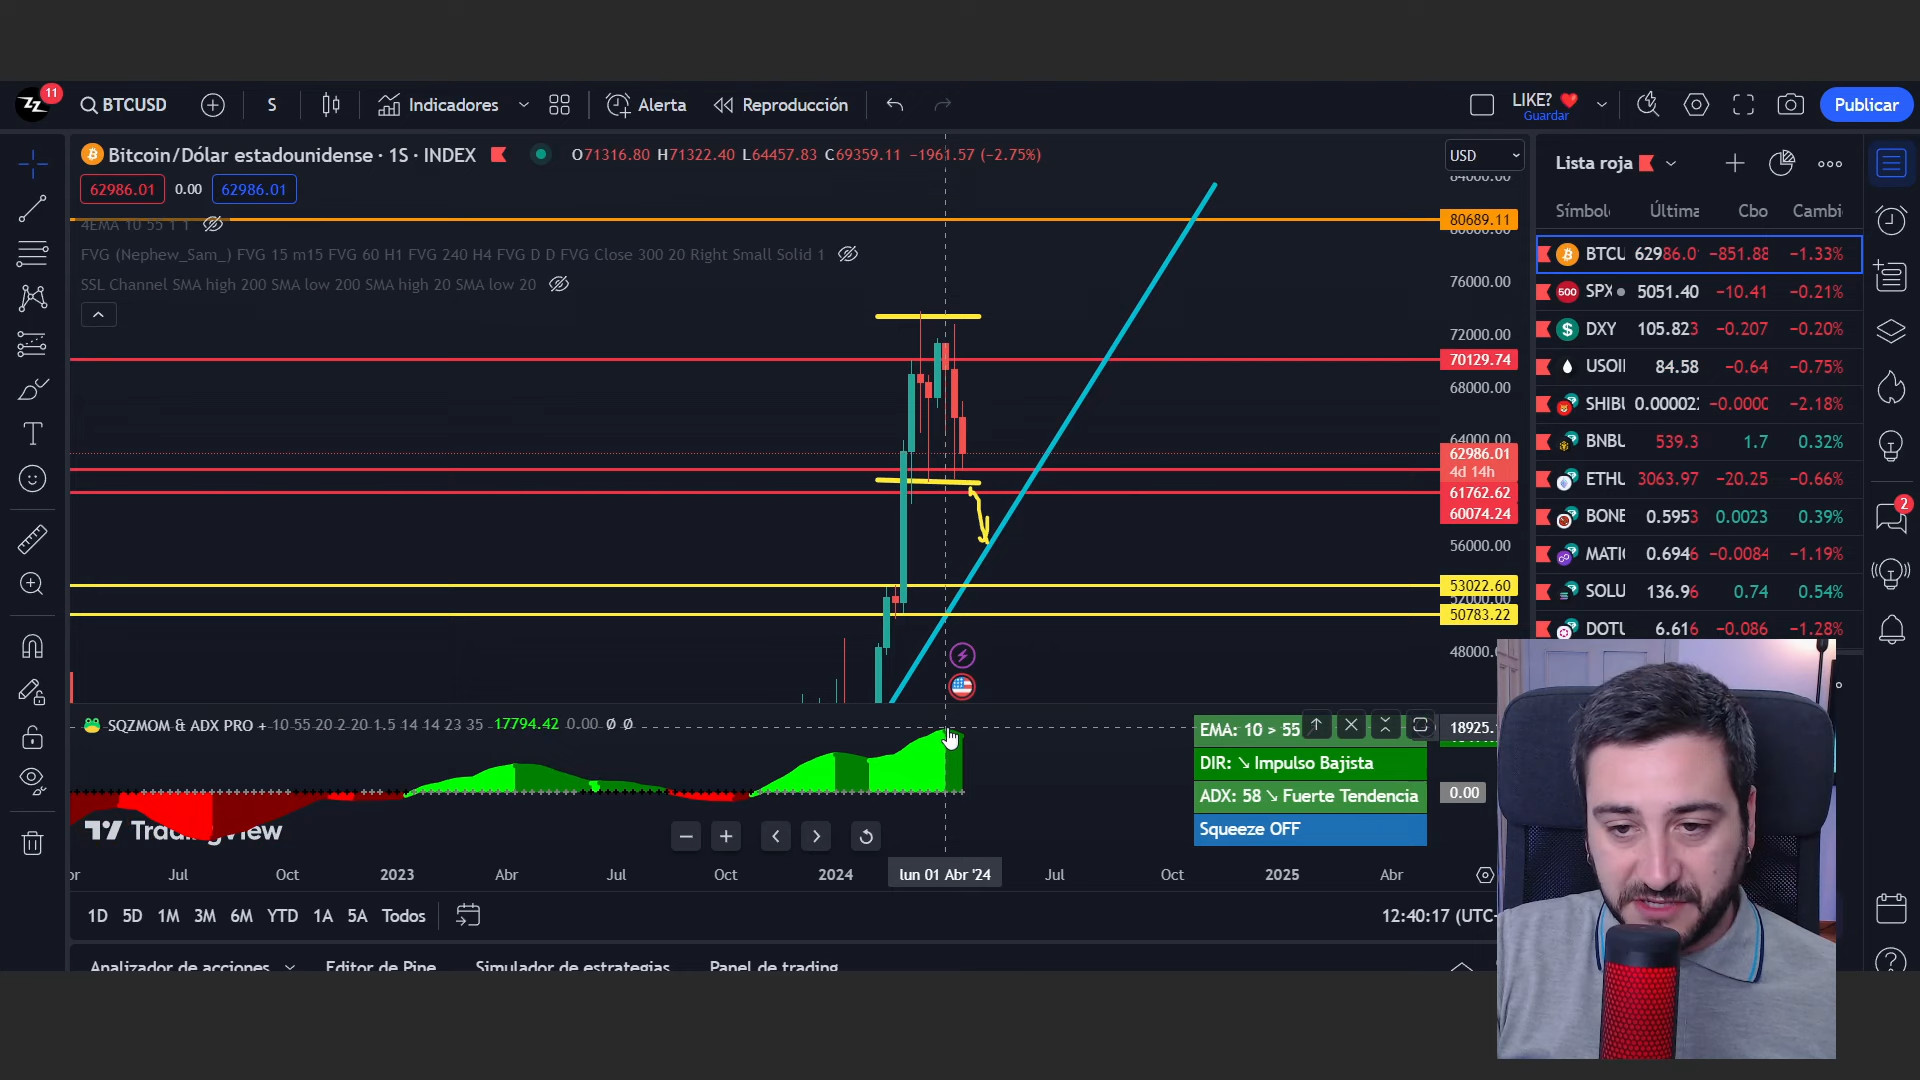 11
BTCUSD
S
Indicadores
Alerta
Reproducción
LIKE? ❤️
Guardar
Publicar
Bitcoin/Dólar estadounidense · 1S · INDEX
O71316.80 H71322.40 L64457.83 C69359.11 −1961.57 (−2.75%)
USD
62986.01 0.00 62986.01
4EMA 10 55 1 1
FVG (Nephew_Sam_) FVG 15 m15 FVG 60 H1 FVG 240 H4 FVG D D FVG Close 300 20 Right Small Solid 1
SSL Channel SMA high 200 SMA low 200 SMA high 20 SMA low 20
84000.00
80689.11
80000.00
76000.00
72000.00
70129.74
68000.00
64000.00
62986.01
4d 14h
61762.62
60074.24
56000.00
53022.60
50783.22
48000.
Lista roja
Símbolo
Última
Cbo
Cambi
BTCU 62986.01 −851.88 −1.33%
500 SPX 5051.40 −10.41 −0.21%
DXY 105.823 −0.207 −0.20%
USOI 84.58 −0.64 −0.75%
SHIBU 0.00002 −0.0000 −2.18%
BNBU 539.3 1.7 0.32%
ETHU 3063.97 −20.25 −0.66%
BONE 0.5953 0.0023 0.39%
MATI 0.6946 −0.0084 −1.19%
SOLU 136.96 0.74 0.54%
DOTU 6.616 −0.086 −1.28%
2
SQZMOM & ADX PRO + 10 55 20 2 20 1.5 14 14 23 35 17794.42 0.00 ∅ ∅
EMA: 10 > 55
DIR: ↘ Impulso Bajista
ADX: 58 ↘ Fuerte Tendencia
Squeeze OFF
18925.
0.00
TradingView
Jul Oct 2023 Abr Jul Oct 2024 lun 01 Abr '24 Jul Oct 2025 Abr
1D 5D 1M 3M 6M YTD 1A 5A Todos
12:40:17 (UTC-
Analizador de acciones Editor de Pine Simulador de estrategias Panel de trading